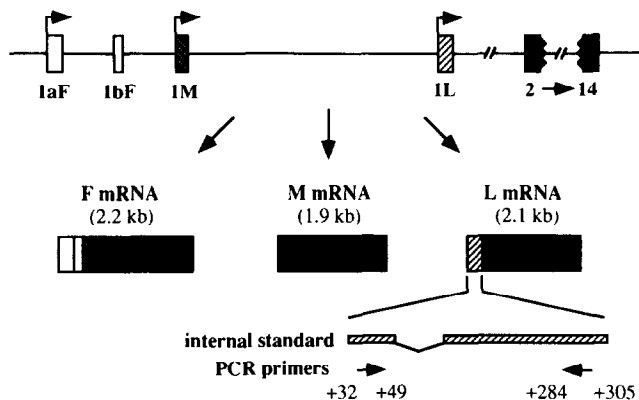 1aF 1bF 1M 1L 2 14
F mRNA M mRNA L mRNA
(2.2 kb) (1.9 kb) (2.1 kb)
internal standard
PCR primers
+32 +49 +284 +305